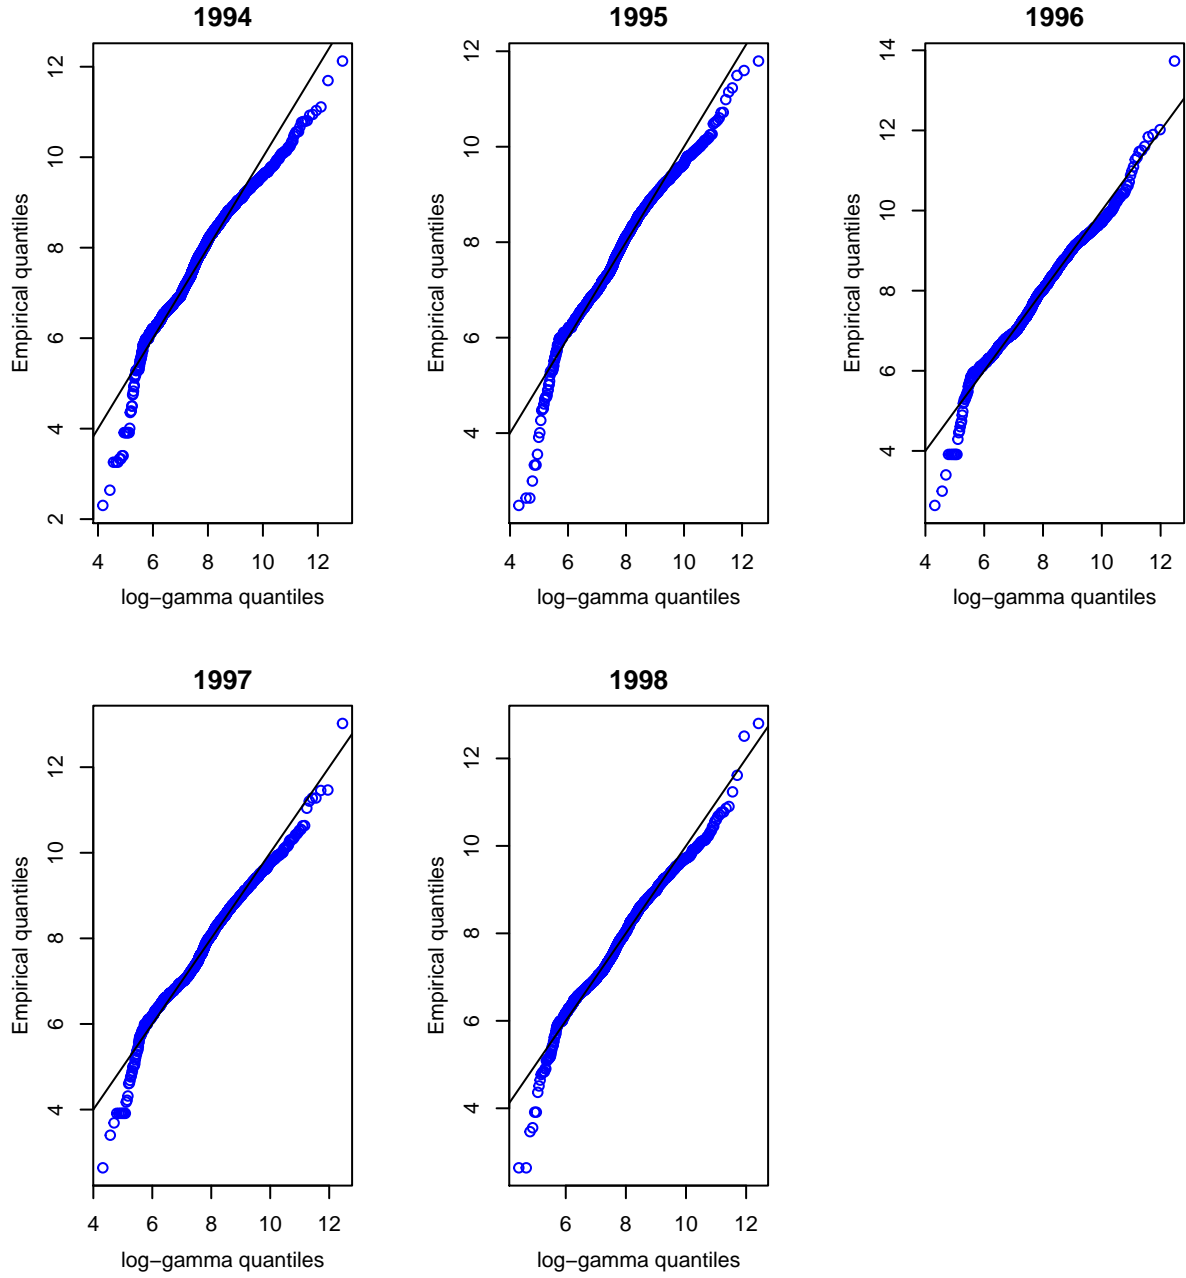 1994
1995
1996
Empirical quantiles
2 4 6 8 10 12
4 6 8 10 12
log−gamma quantiles
Empirical quantiles
4 6 8 10 12
4 6 8 10 12
log−gamma quantiles
Empirical quantiles
4 6 8 10 12 14
4 6 8 10 12
log−gamma quantiles
1997
1998
Empirical quantiles
4 6 8 10 12
4 6 8 10 12
log−gamma quantiles
Empirical quantiles
4 6 8 10 12
6 8 10 12
log−gamma quantiles